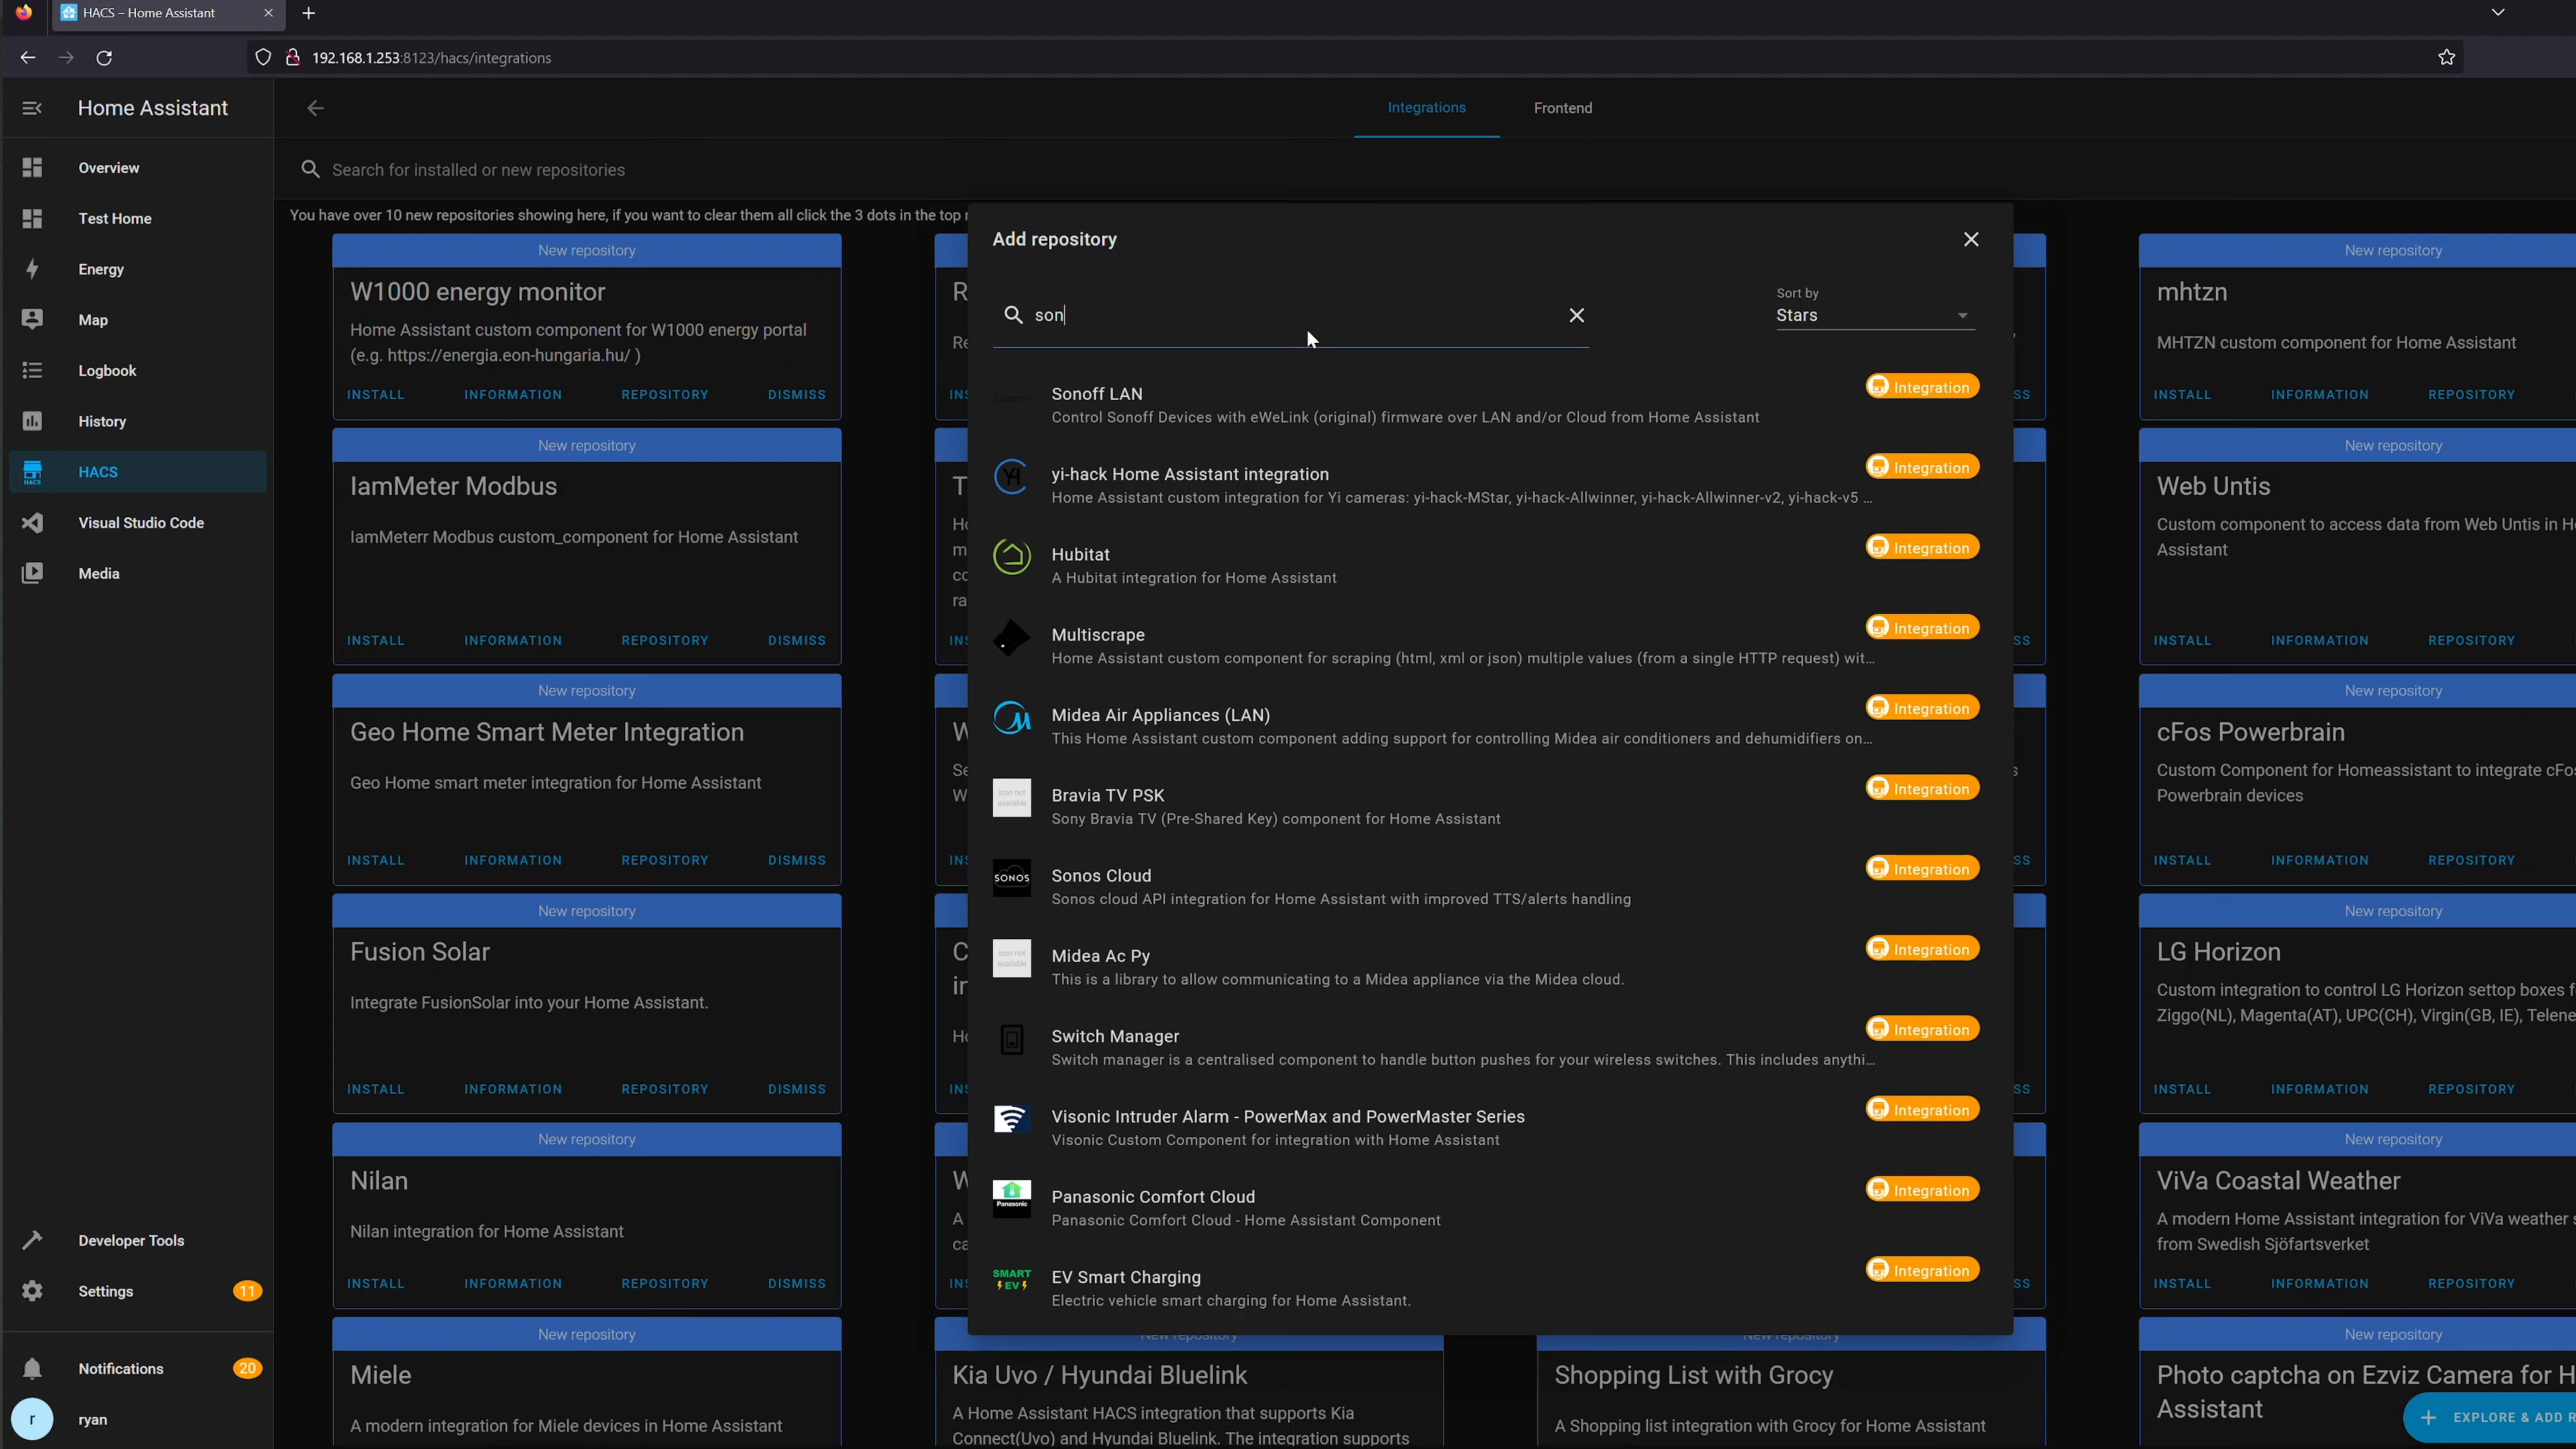 HACS – Home Assistant
192.168.1.253:8123/hacs/integrations
Home Assistant
Integrations
Frontend
Overview
Test Home
Energy
Map
Logbook
History
HACS
HACS
Visual Studio Code
Media
Developer Tools
Settings
11
Notifications
20
r
ryan
Search for installed or new repositories
You have over 10 new repositories showing here, if you want to clear them all click the 3 dots in the top
New repository
W1000 energy monitor
Home Assistant custom component for W1000 energy portal
(e.g. https://energia.eon-hungaria.hu/ )
INSTALL INFORMATION REPOSITORY DISMISS
New repository
IamMeter Modbus
IamMeterr Modbus custom_component for Home Assistant
INSTALL INFORMATION REPOSITORY DISMISS
New repository
Geo Home Smart Meter Integration
Geo Home smart meter integration for Home Assistant
INSTALL INFORMATION REPOSITORY DISMISS
New repository
Fusion Solar
Integrate FusionSolar into your Home Assistant.
INSTALL INFORMATION REPOSITORY DISMISS
New repository
Nilan
Nilan integration for Home Assistant
INSTALL INFORMATION REPOSITORY DISMISS
New repository
Miele
A modern integration for Miele devices in Home Assistant
Add repository
son
Sort by
Stars
Sonoff LAN
Integration
Control Sonoff Devices with eWeLink (original) firmware over LAN and/or Cloud from Home Assistant
yi-hack Home Assistant integration
Integration
Home Assistant custom integration for Yi cameras: yi-hack-MStar, yi-hack-Allwinner, yi-hack-Allwinner-v2, yi-hack-v5 ...
Hubitat
Integration
A Hubitat integration for Home Assistant
Multiscrape
Integration
Home Assistant custom component for scraping (html, xml or json) multiple values (from a single HTTP request) wit...
Midea Air Appliances (LAN)
Integration
This Home Assistant custom component adding support for controlling Midea air conditioners and dehumidifiers on...
icon not
available
Bravia TV PSK
Integration
Sony Bravia TV (Pre-Shared Key) component for Home Assistant
SONOS
Sonos Cloud
Integration
Sonos cloud API integration for Home Assistant with improved TTS/alerts handling
icon not
available
Midea Ac Py
Integration
This is a library to allow communicating to a Midea appliance via the Midea cloud.
Switch Manager
Integration
Switch manager is a centralised component to handle button pushes for your wireless switches. This includes anythi...
Visonic Intruder Alarm - PowerMax and PowerMaster Series
Integration
Visonic Custom Component for integration with Home Assistant
Panasonic
Panasonic Comfort Cloud
Integration
Panasonic Comfort Cloud - Home Assistant Component
SMART
EV
EV Smart Charging
Integration
Electric vehicle smart charging for Home Assistant.
New repository
Kia Uvo / Hyundai Bluelink
A Home Assistant HACS integration that supports Kia
Connect(Uvo) and Hyundai Bluelink. The integration supports
New repository
Shopping List with Grocy
A Shopping list integration with Grocy for Home Assistant
New repository
mhtzn
MHTZN custom component for Home Assistant
INSTALL INFORMATION REPOSITORY
New repository
Web Untis
Custom component to access data from Web Untis in
Assistant
INSTALL INFORMATION REPOSITORY
New repository
cFos Powerbrain
Custom Component for Homeassistant to integrate cFo
Powerbrain devices
INSTALL INFORMATION REPOSITORY
New repository
LG Horizon
Custom integration to control LG Horizon settop boxes f
Ziggo(NL), Magenta(AT), UPC(CH), Virgin(GB, IE), Telene
INSTALL INFORMATION REPOSITORY
New repository
ViVa Coastal Weather
A modern Home Assistant integration for ViVa weather
from Swedish Sjöfartsverket
INSTALL INFORMATION REPOSITORY
New repository
Photo captcha on Ezviz Camera for H
Assistant
EXPLORE & ADD R